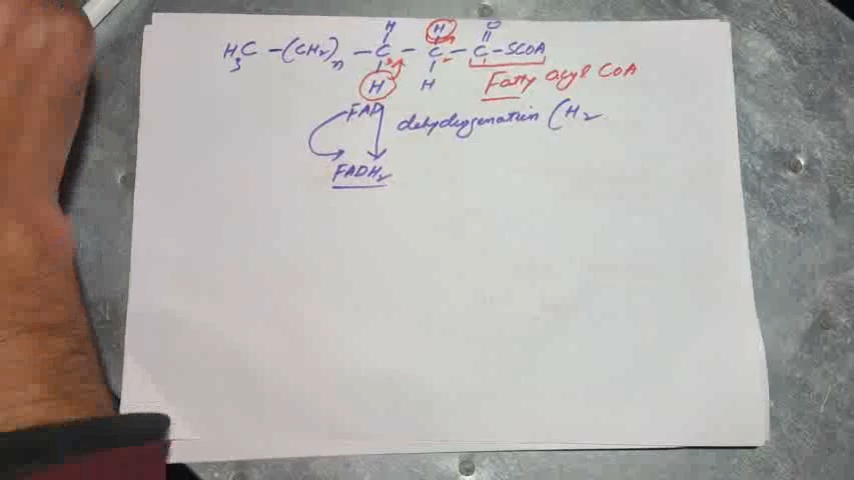 H H O
H3C-(CH2)n-C-C-C-SCOA
H H Fatty acyl CoA
FAD dehydrogenation (H2
FADH2